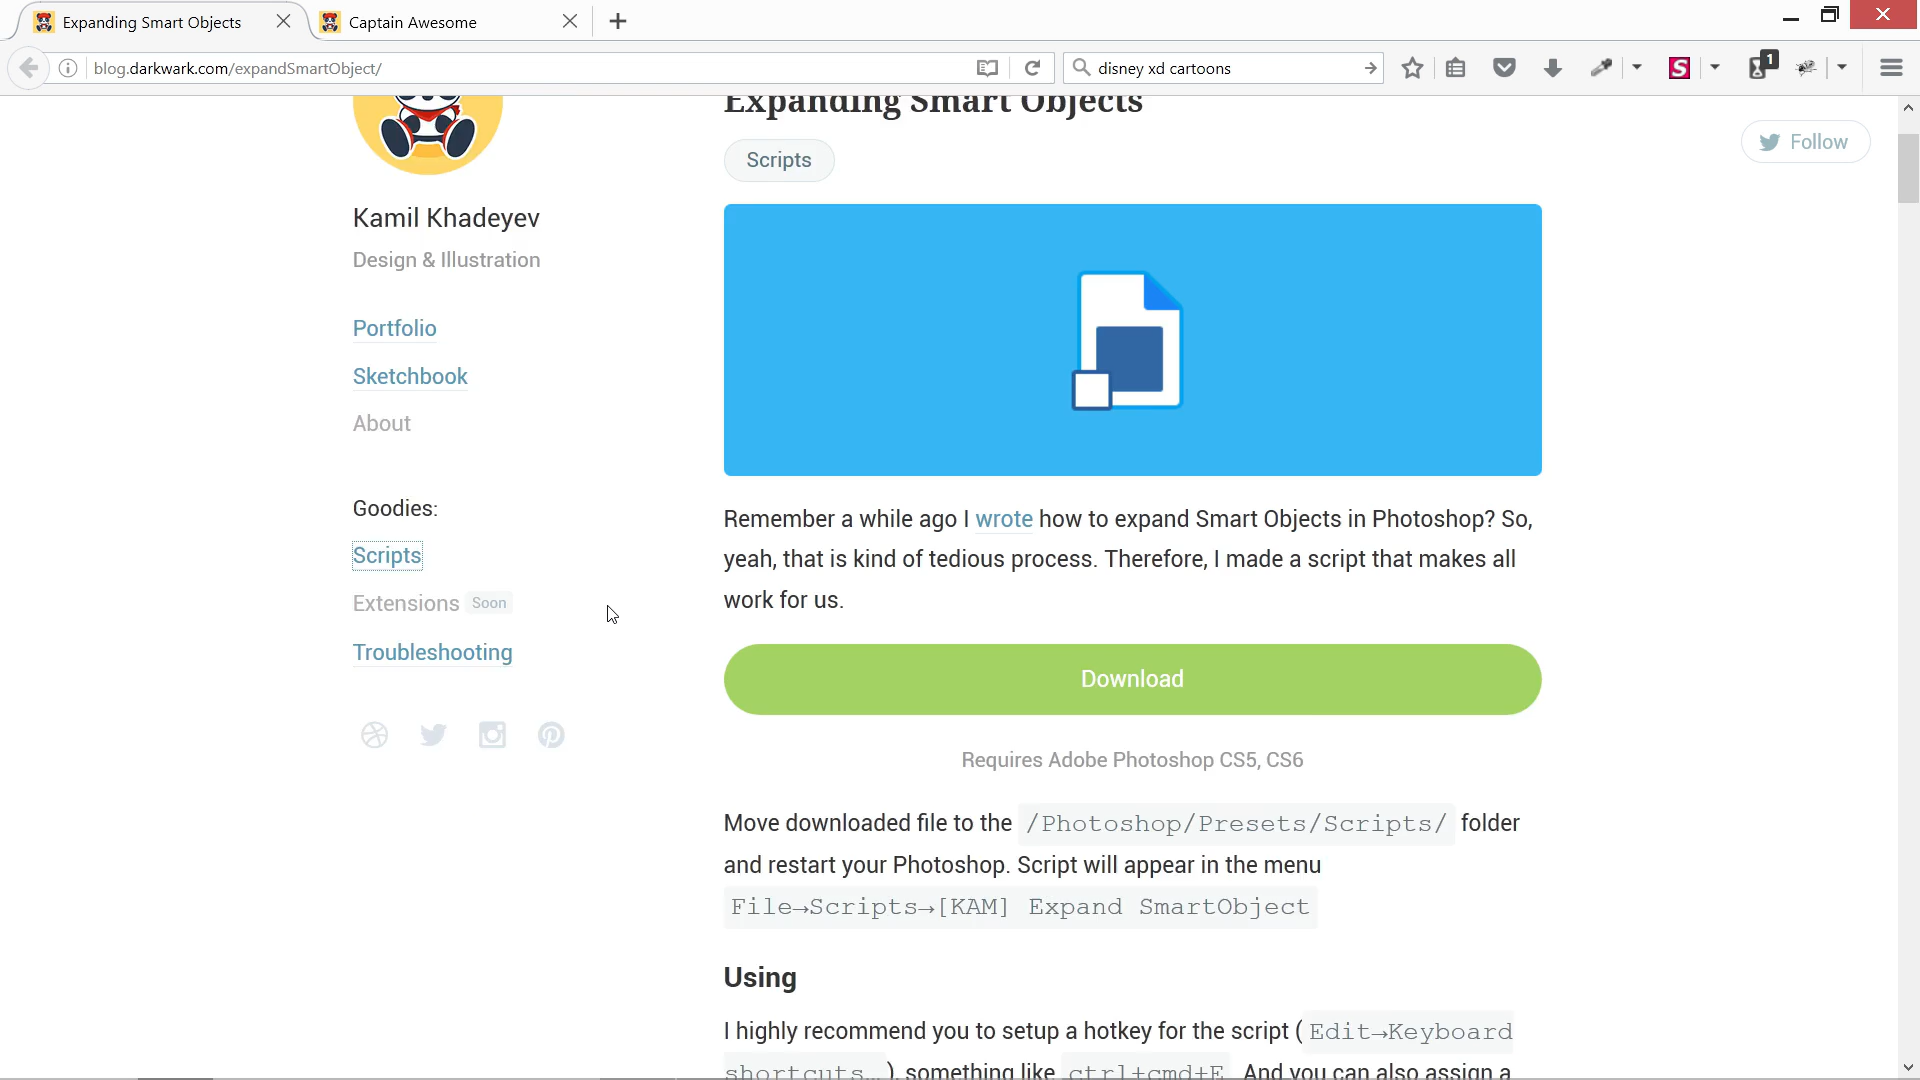 Expanding Smart Objects
Captain Awesome
blog.darkwark.com/expandSmartObject/
disney xd cartoons
1
Expanding Smart Objects
Scripts
Follow
Kamil Khadeyev
Design & Illustration
Portfolio
Sketchbook
About
Goodies:
Scripts
Extensions Soon
Troubleshooting
Remember a while ago I wrote how to expand Smart Objects in Photoshop? So,
yeah, that is kind of tedious process. Therefore, I made a script that makes all
work for us.
Download
Requires Adobe Photoshop CS5, CS6
Move downloaded file to the /Photoshop/Presets/Scripts/ folder
and restart your Photoshop. Script will appear in the menu
File→Scripts→[KAM] Expand SmartObject
Using
I highly recommend you to setup a hotkey for the script ( Edit→Keyboard
shortcuts… ), something like ctrl+cmd+E . And you can also assign a